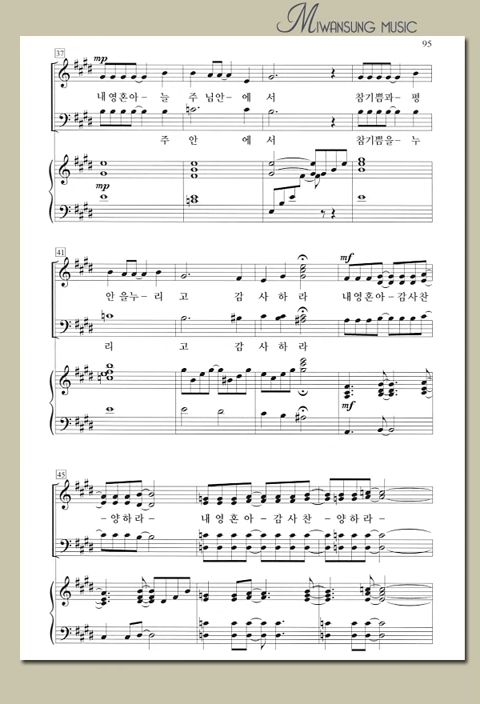 MIWANSUNG MUSIC
95
37
mp
내영혼아- 늘 주 님안- 에 서 참기쁨과- 평
주 안 에 서 참기쁨을- 누
mp
41
mf
안 을누- 리 고 감 사 하 라 내영혼아-감사찬
리 고 감 사 하 라
mf
45
-양하라- 내 영 혼 아-감 사 찬 -양하라-